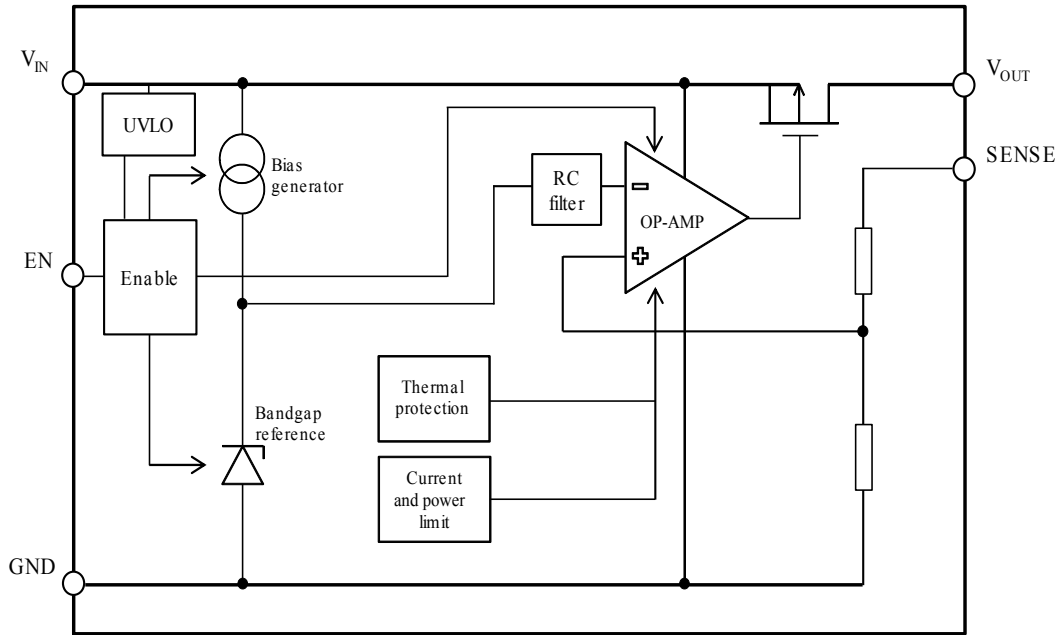 VIN
VOUT
UVLO
SENSE
Bias
generator
RC
filter
OP-AMP
EN
Enable
Thermal
protection
Bandgap
reference
Current
and power
limit
GND